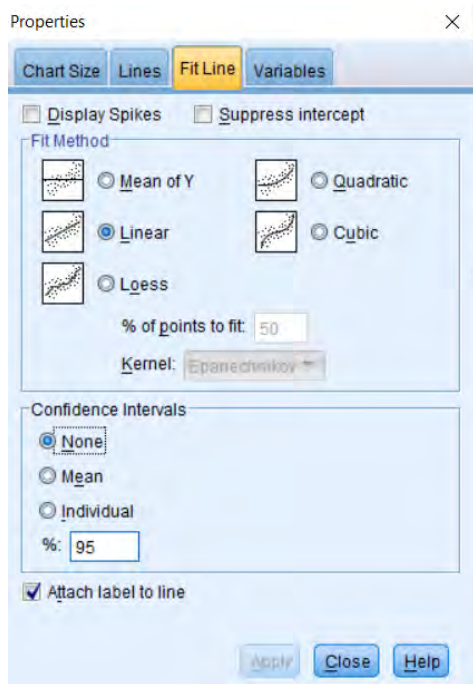 Properties
Chart Size Lines Fit Line Variables
Display Spikes Suppress intercept
Fit Method
Mean of Y Quadratic
Linear Cubic
Loess
% of points to fit: 50
Kernel: Epanechnikov
Confidence Intervals
None
Mean
Individual
%: 95
Attach label to line
Apply Close Help